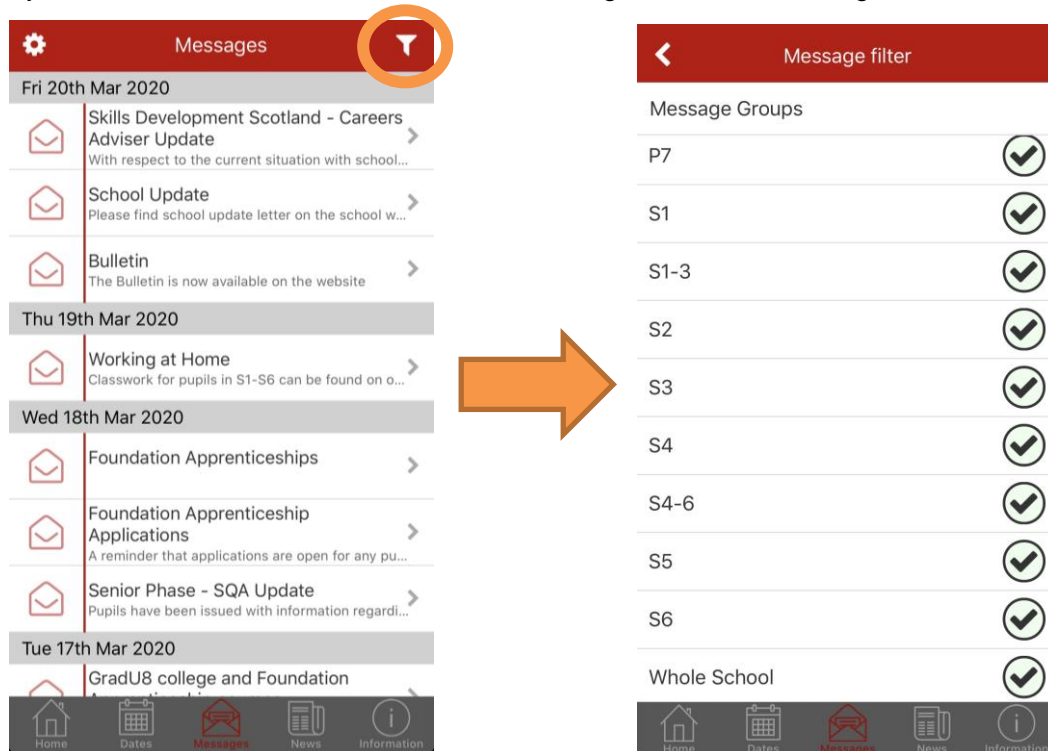 Messages
Fri 20th Mar 2020
Skills Development Scotland - Careers
Adviser Update
With respect to the current situation with school...
School Update
Please find school update letter on the school w...
Bulletin
The Bulletin is now available on the website
Thu 19th Mar 2020
Working at Home
Classwork for pupils in S1-S6 can be found on o...
Wed 18th Mar 2020
Foundation Apprenticeships
Foundation Apprenticeship
Applications
A reminder that applications are open for any pu...
Senior Phase - SQA Update
Pupils have been issued with information regardi...
Tue 17th Mar 2020
GradU8 college and Foundation
Home Dates Messages News Information
Message filter
Message Groups
P7
S1
S1-3
S2
S3
S4
S4-6
S5
S6
Whole School
Home Dates Messages News Information